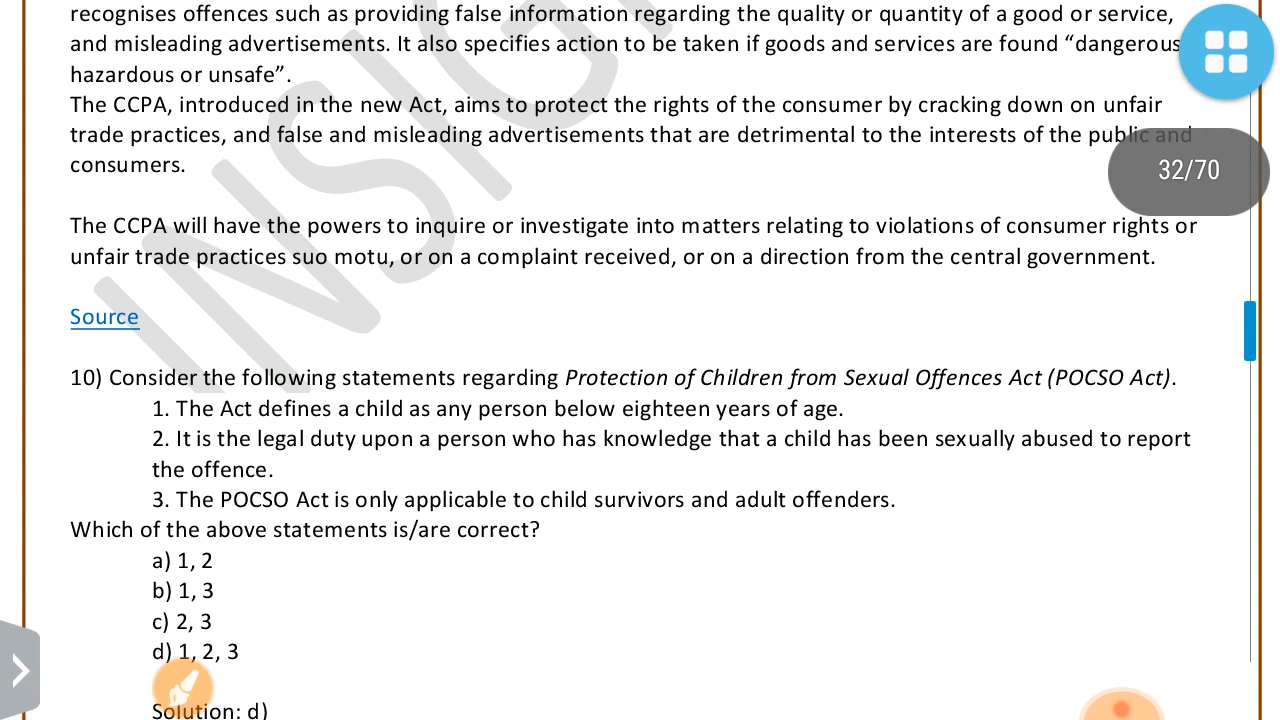 recognises offences such as providing false information regarding the quality or quantity of a good or service,
and misleading advertisements. It also specifies action to be taken if goods and services are found “dangerous
hazardous or unsafe”.
The CCPA, introduced in the new Act, aims to protect the rights of the consumer by cracking down on unfair
trade practices, and false and misleading advertisements that are detrimental to the interests of the public and
consumers.
32/70
The CCPA will have the powers to inquire or investigate into matters relating to violations of consumer rights or
unfair trade practices suo motu, or on a complaint received, or on a direction from the central government.
Source
10) Consider the following statements regarding Protection of Children from Sexual Offences Act (POCSO Act).
1. The Act defines a child as any person below eighteen years of age.
2. It is the legal duty upon a person who has knowledge that a child has been sexually abused to report
the offence.
3. The POCSO Act is only applicable to child survivors and adult offenders.
Which of the above statements is/are correct?
a) 1, 2
b) 1, 3
c) 2, 3
d) 1, 2, 3
Solution: d)
INSIG